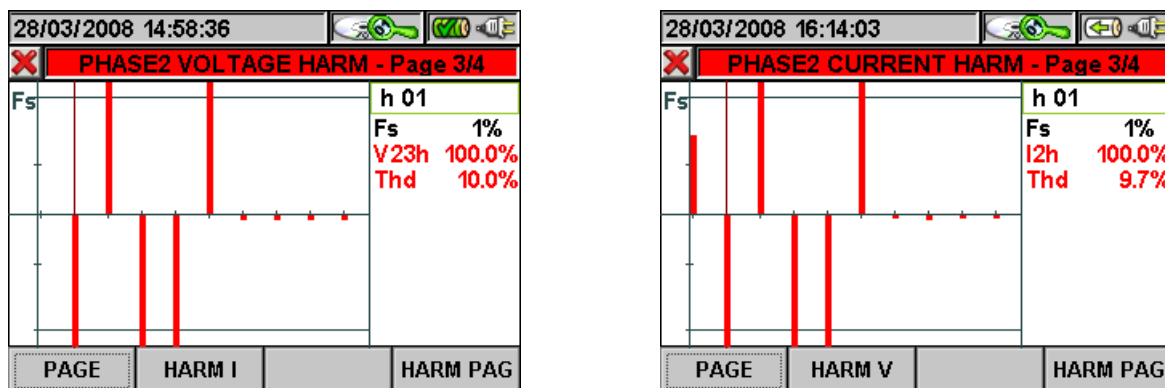 28/03/2008 14:58:36
PHASE2 VOLTAGE HARM - Page 3/4
Fs
h 01
Fs 1%
V23h 100.0%
Thd 10.0%
PAGE HARM I HARM PAG
28/03/2008 16:14:03
PHASE2 CURRENT HARM - Page 3/4
Fs
h 01
Fs 1%
I2h 100.0%
Thd 9.7%
PAGE HARM V HARM PAG